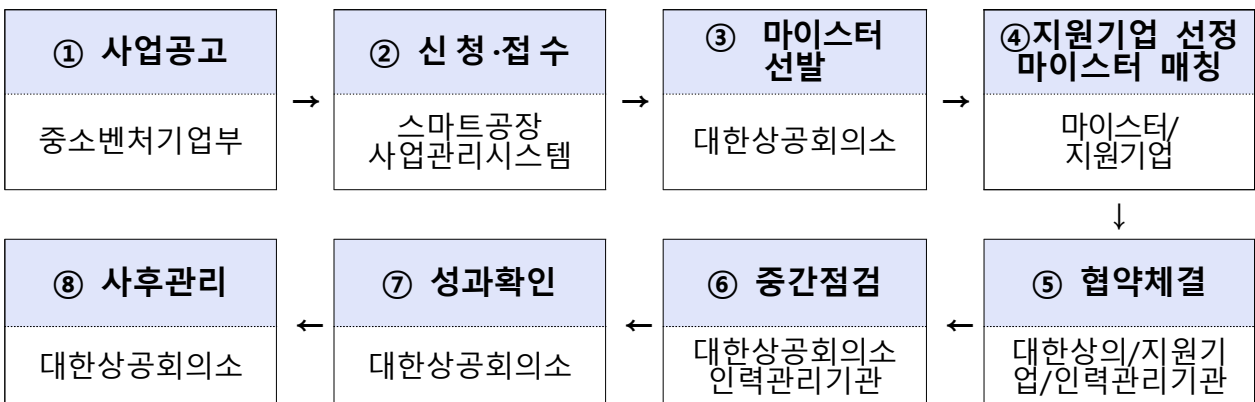 ① 사업공고
중소벤처기업부
→
② 신 청·접 수
스마트공장
사업관리시스템
→
③ 마이스터
선발
대한상공회의소
→
④지원기업 선정
마이스터 매칭
마이스터/
지원기업
↓
⑤ 협약체결
대한상의/지원기
업/인력관리기관
←
⑥ 중간점검
대한상공회의소
인력관리기관
←
⑦ 성과확인
대한상공회의소
←
⑧ 사후관리
대한상공회의소